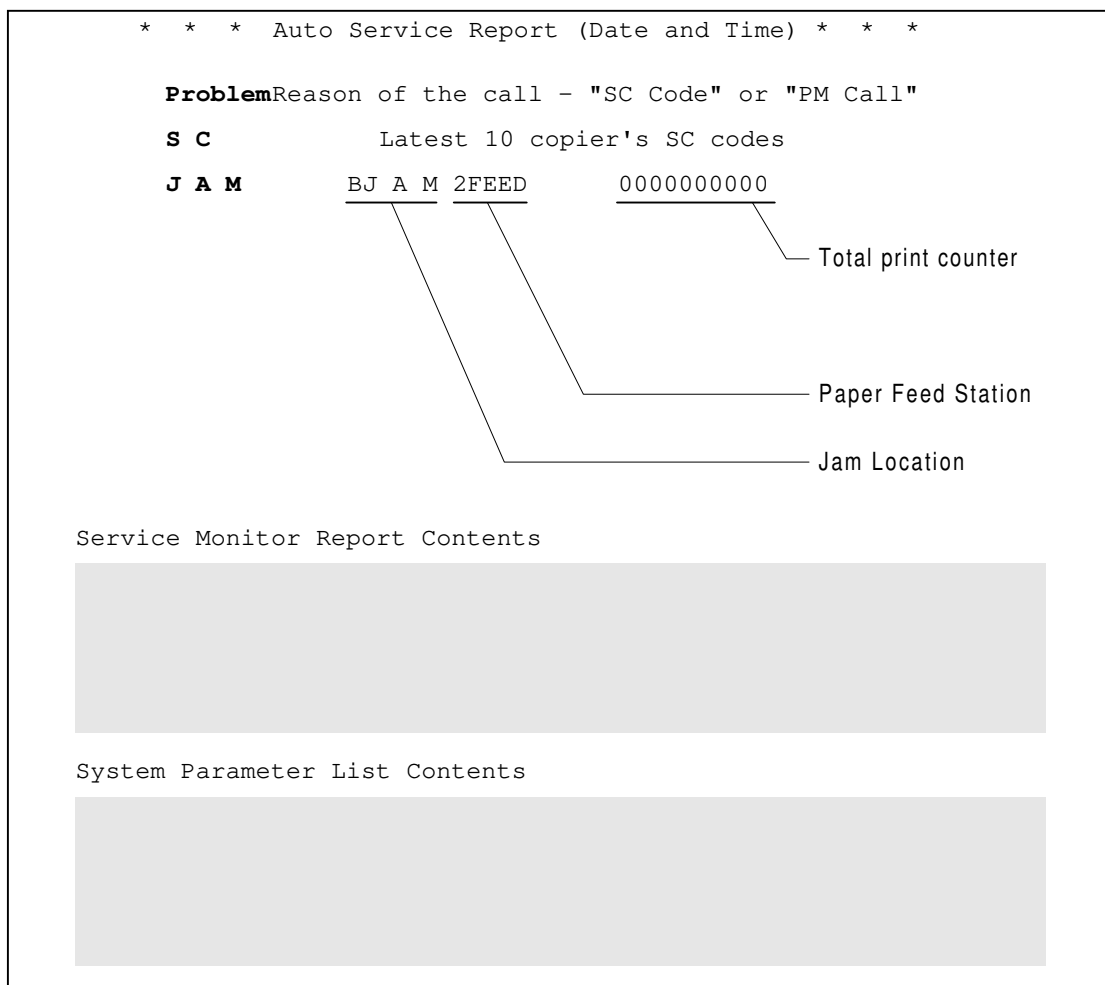 * * * Auto Service Report (Date and Time) * * *
ProblemReason of the call – "SC Code" or "PM Call"
S C Latest 10 copier's SC codes
J A M BJ A M 2FEED 0000000000
Total print counter
Paper Feed Station
Jam Location
Service Monitor Report Contents
System Parameter List Contents